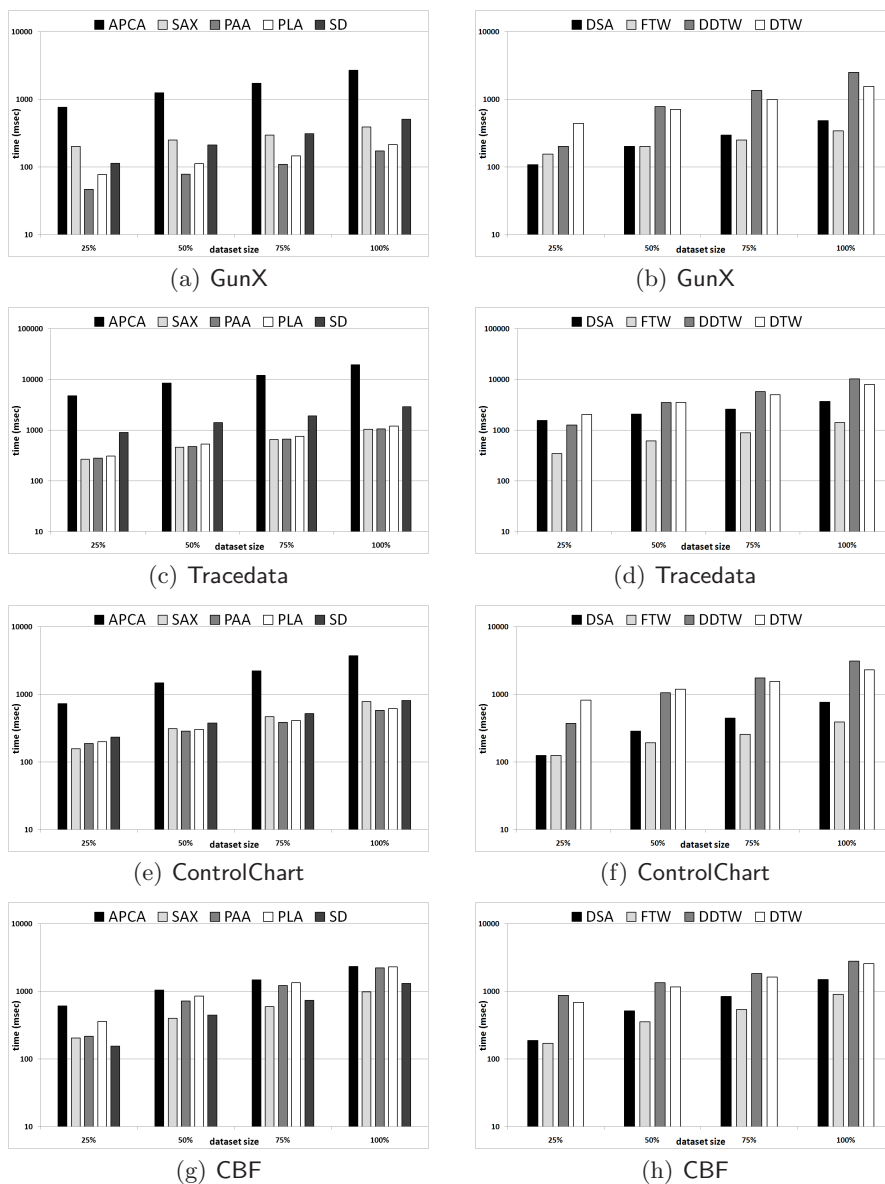 APCA SAX PAA PLA SD
10000
1000
100
10
time (msec)
25% 50% 75% 100%
dataset size
(a) GunX
DSA FTW DDTW DTW
10000
1000
100
10
time (msec)
25% 50% 75% 100%
dataset size
(b) GunX
APCA SAX PAA PLA SD
100000
10000
1000
100
10
time (msec)
25% 50% 75% 100%
dataset size
(c) Tracedata
DSA FTW DDTW DTW
100000
10000
1000
100
10
time (msec)
25% 50% 75% 100%
dataset size
(d) Tracedata
APCA SAX PAA PLA SD
10000
1000
100
10
time (msec)
25% 50% 75% 100%
dataset size
(e) ControlChart
DSA FTW DDTW DTW
10000
1000
100
10
time (msec)
25% 50% 75% 100%
dataset size
(f) ControlChart
APCA SAX PAA PLA SD
10000
1000
100
10
time (msec)
25% 50% 75% 100%
dataset size
(g) CBF
DSA FTW DDTW DTW
10000
1000
100
10
time (msec)
25% 50% 75% 100%
dataset size
(h) CBF